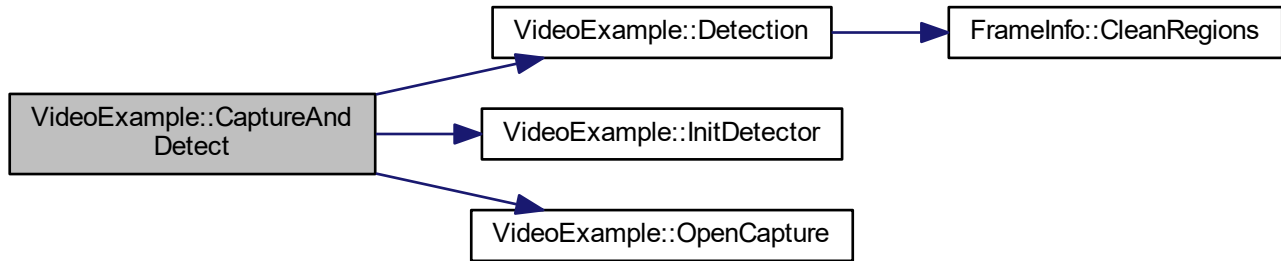 VideoExample::Detection
FrameInfo::CleanRegions
VideoExample::CaptureAnd
Detect
VideoExample::InitDetector
VideoExample::OpenCapture